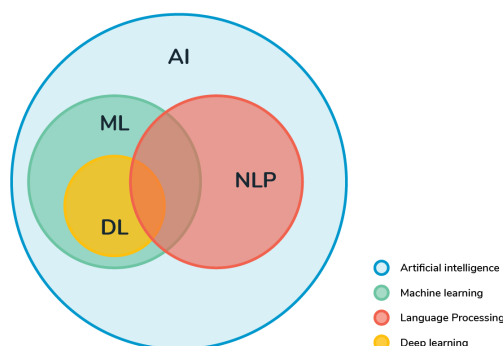 AI
ML
NLP
DL
Artificial intelligence
Machine learning
Language Processing
Deep learning